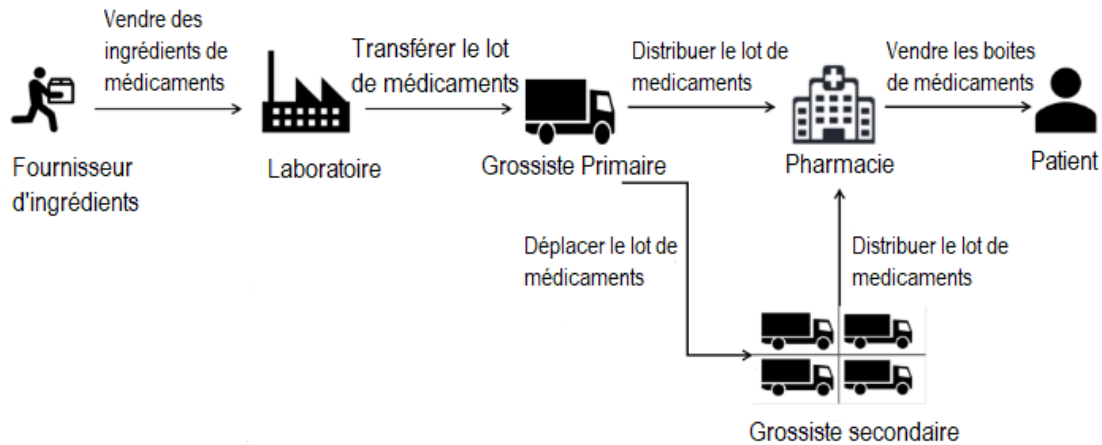 Vendre des
ingrédients de
médicaments
Transférer le lot
de médicaments
Distribuer le lot de
medicaments
Vendre les boites
de médicaments
Fournisseur
d'ingrédients
Laboratoire
Grossiste Primaire
Pharmacie
Patient
Déplacer le lot de
médicaments
Distribuer le lot de
medicaments
Grossiste secondaire